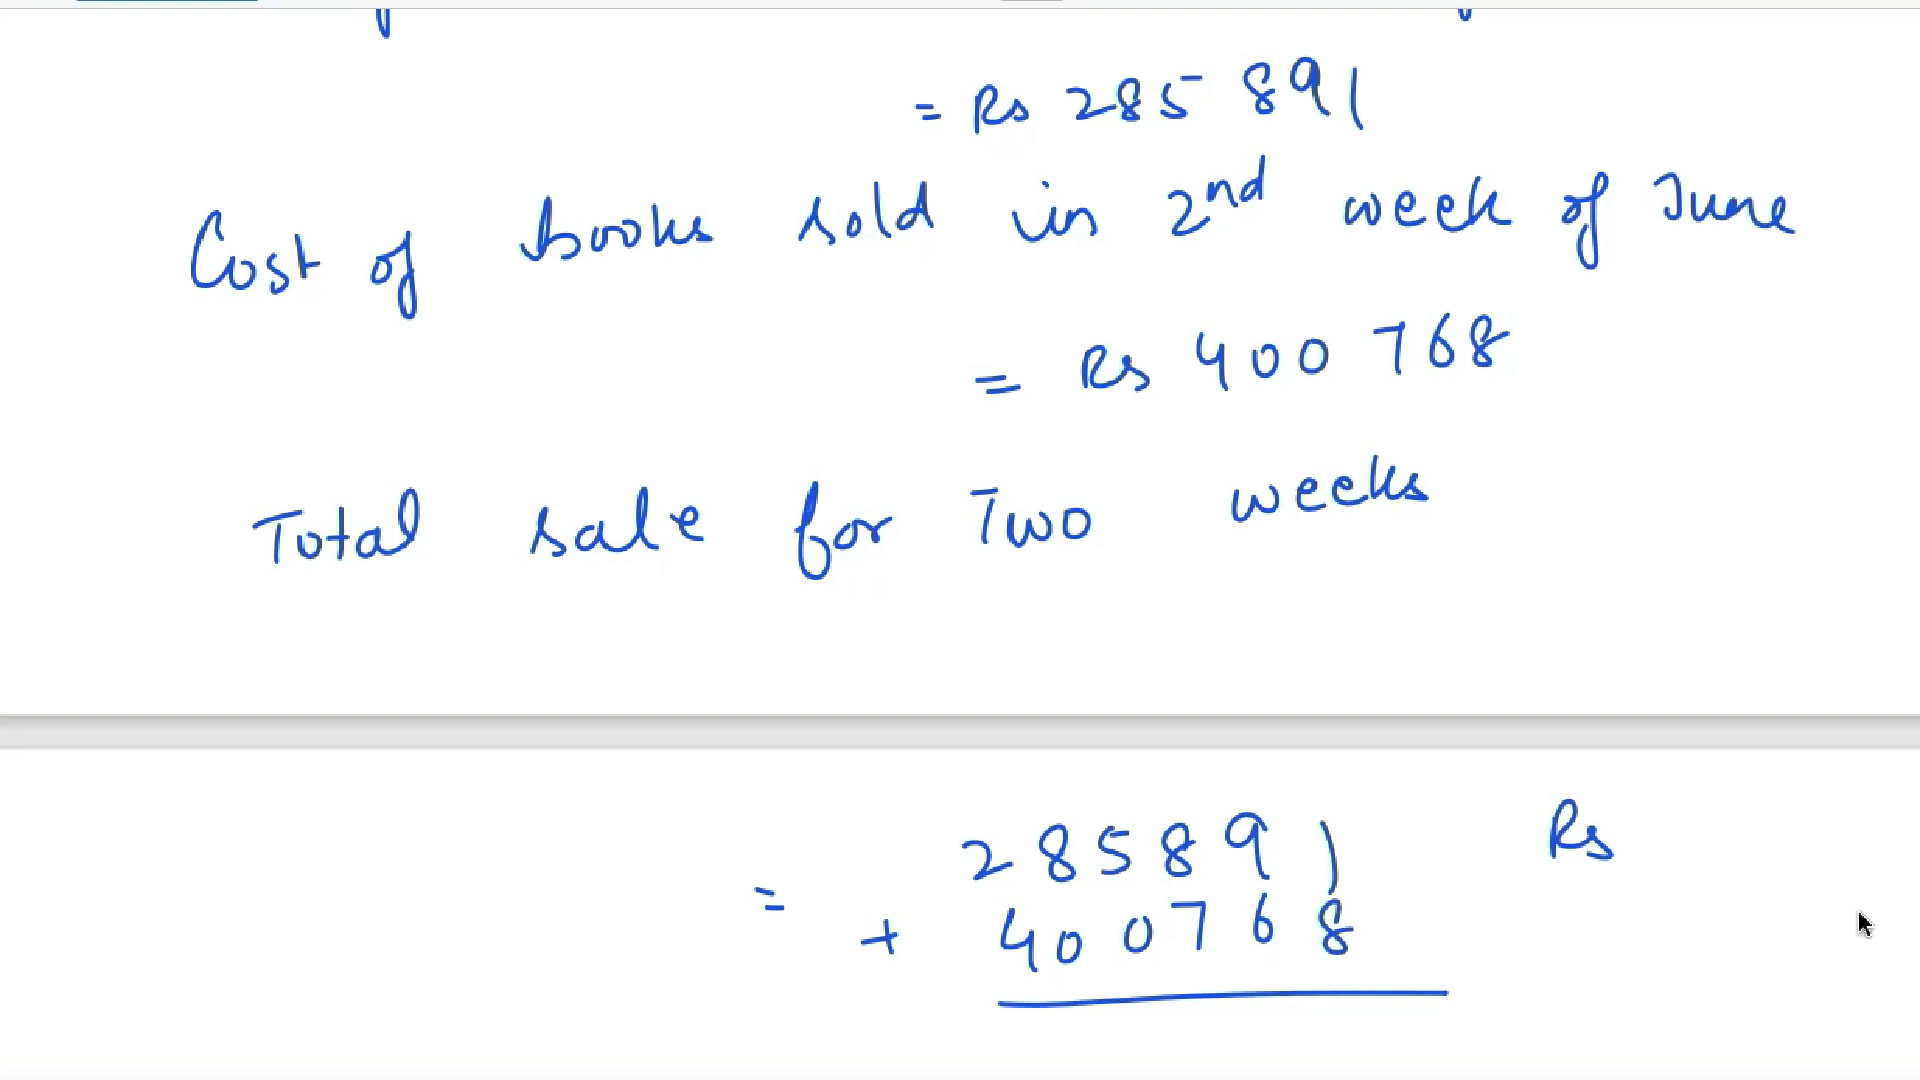 = Rs 285 891
Cost of books sold in 2nd week of June
= Rs 400 768
Total sale for Two weeks
= 285891 Rs
+ 400768